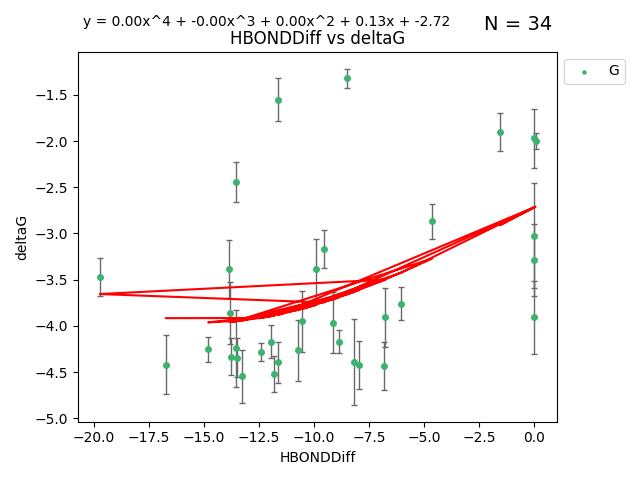 y = 0.00x^4 + -0.00x^3 + 0.00x^2 + 0.13x + -2.72
N = 34
HBONDDiff vs deltaG
G
deltaG
−1.5
−2.0
−2.5
−3.0
−3.5
−4.0
−4.5
−5.0
−20.0 −17.5 −15.0 −12.5 −10.0 −7.5 −5.0 −2.5 0.0
HBONDDiff